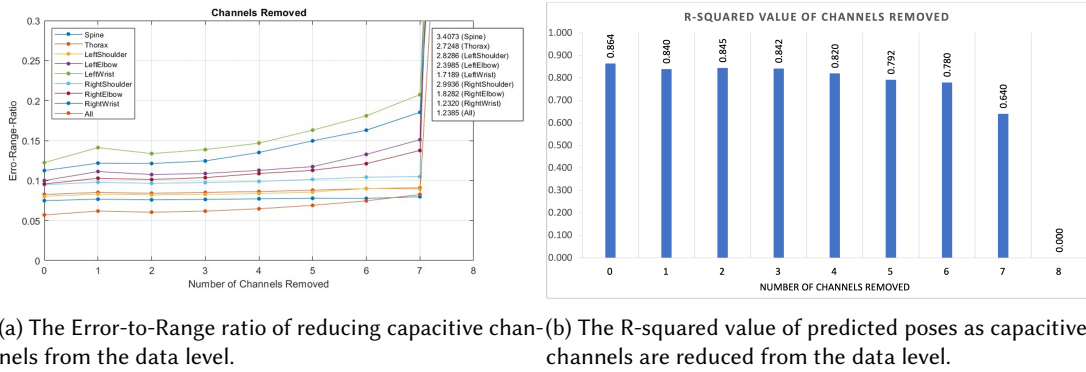 Channels Removed
0.3
0.25
0.2
0.15
0.1
0.05
0
Erro-Range-Ratio
Spine
Thorax
LeftShoulder
LeftElbow
LeftWrist
RightShoulder
RightElbow
RightWrist
All
3.4073 (Spine)
2.7248 (Thorax)
2.8286 (LeftShoulder)
2.3985 (LeftElbow)
1.7189 (LeftWrist)
2.9936 (RightShoulder)
1.8282 (RightElbow)
1.2320 (RightWrist)
1.2385 (All)
0 1 2 3 4 5 6 7 8
Number of Channels Removed
(a) The Error-to-Range ratio of reducing capacitive chan-
nels from the data level.
R-SQUARED VALUE OF CHANNELS REMOVED
1.000
0.900
0.800
0.700
0.600
0.500
0.400
0.300
0.200
0.100
0.000
0.864 0.840 0.845 0.842 0.820 0.792 0.780 0.640 0.000
0 1 2 3 4 5 6 7 8
NUMBER OF CHANNELS REMOVED
(b) The R-squared value of predicted poses as capacitive
channels are reduced from the data level.